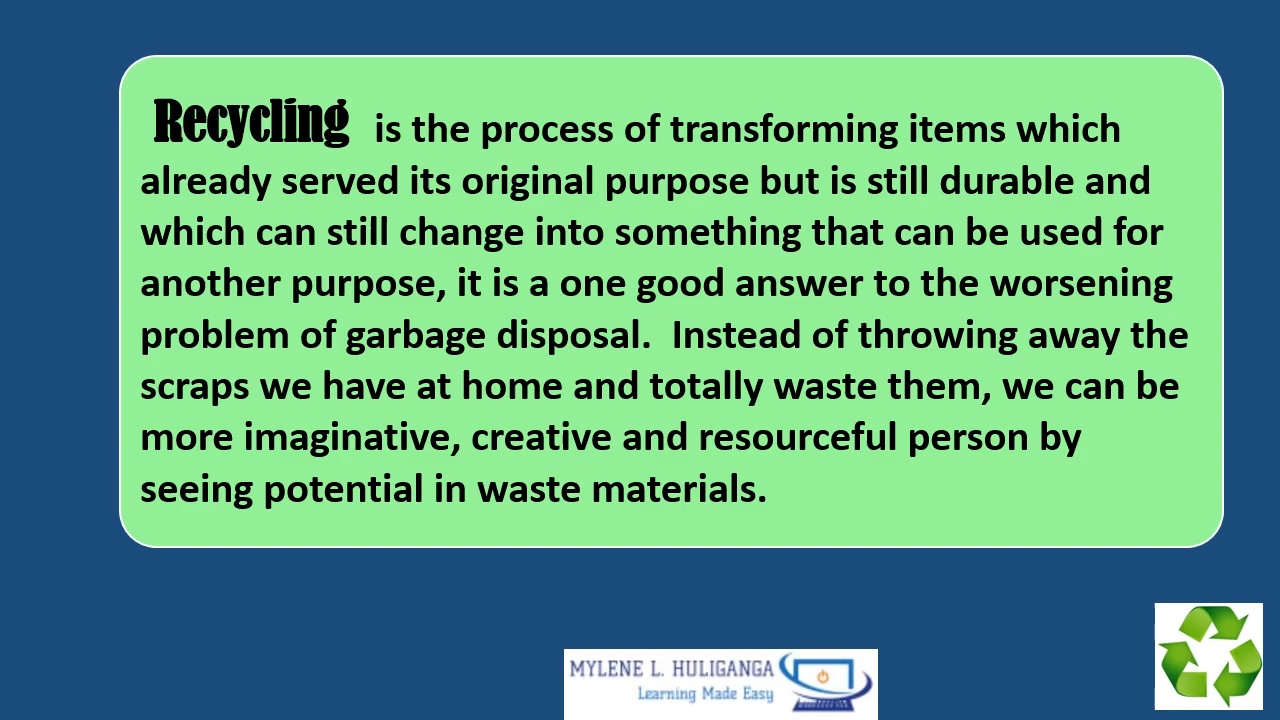 Recycling is the process of transforming items which
already served its original purpose but is still durable and
which can still change into something that can be used for
another purpose, it is a one good answer to the worsening
problem of garbage disposal.  Instead of throwing away the
scraps we have at home and totally waste them, we can be
more imaginative, creative and resourceful person by
seeing potential in waste materials.
MYLENE L. HULIGANGA
Learning Made Easy